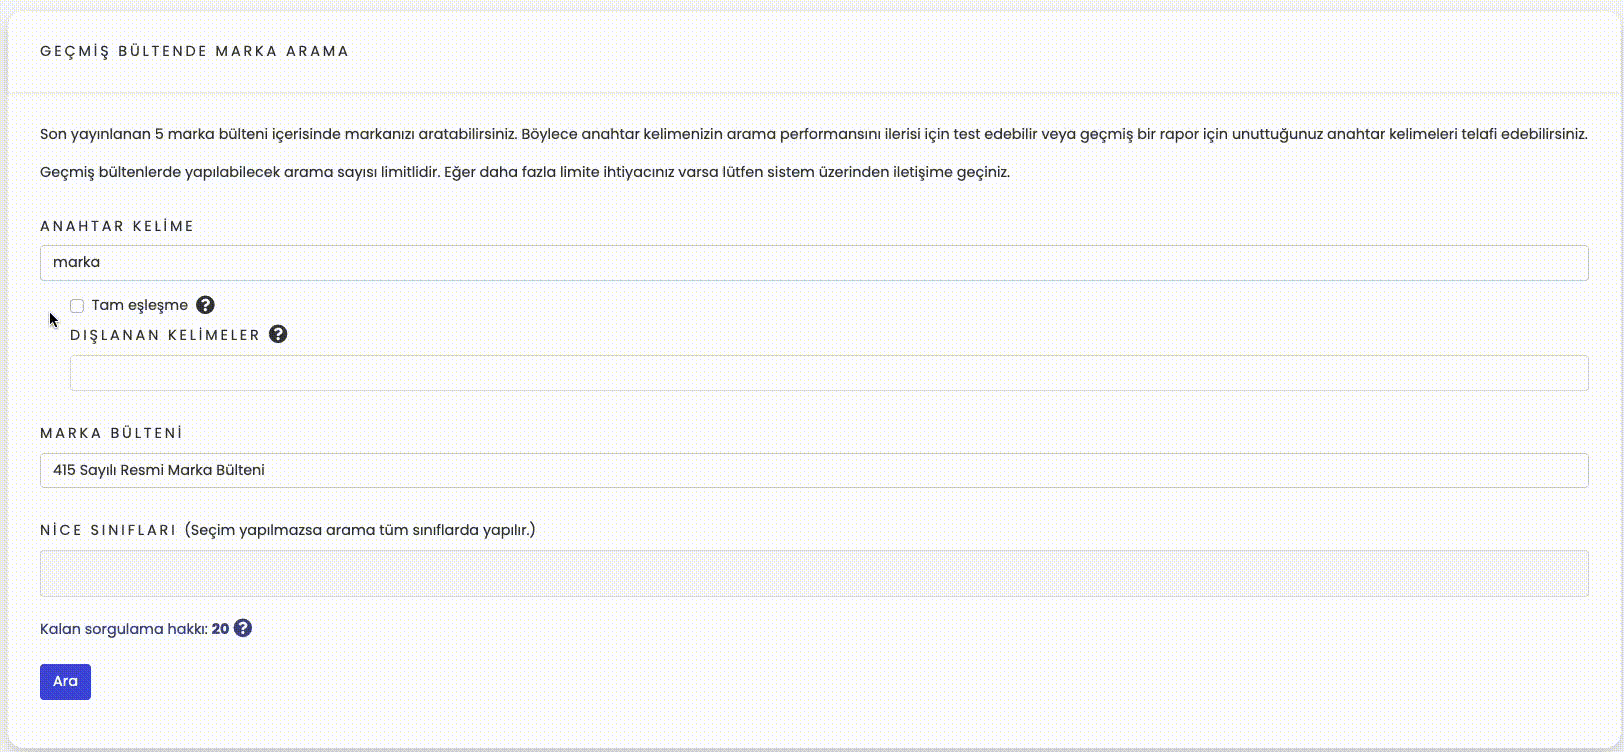 GEÇMİŞ BÜLTENDE MARKA ARAMA
Son yayınlanan 5 marka bülteni içerisinde markanızı aratabilirsiniz. Böylece anahtar kelimenizin arama performansını ilerisi için test edebilir veya geçmiş bir rapor için unuttuğunuz anahtar kelimeleri telafi edebilirsiniz.
Geçmiş bültenlerde yapılabilecek arama sayısı limitlidir. Eğer daha fazla limite ihtiyacınız varsa lütfen sistem üzerinden iletişime geçiniz.
ANAHTAR KELİME
marka
Tam eşleşme ?
DIŞLANAN KELİMELER ?
MARKA BÜLTENİ
415 Sayılı Resmi Marka Bülteni
NİCE SINIFLARI (Seçim yapılmazsa arama tüm sınıflarda yapılır.)
Kalan sorgulama hakkı: 20 ?
Ara